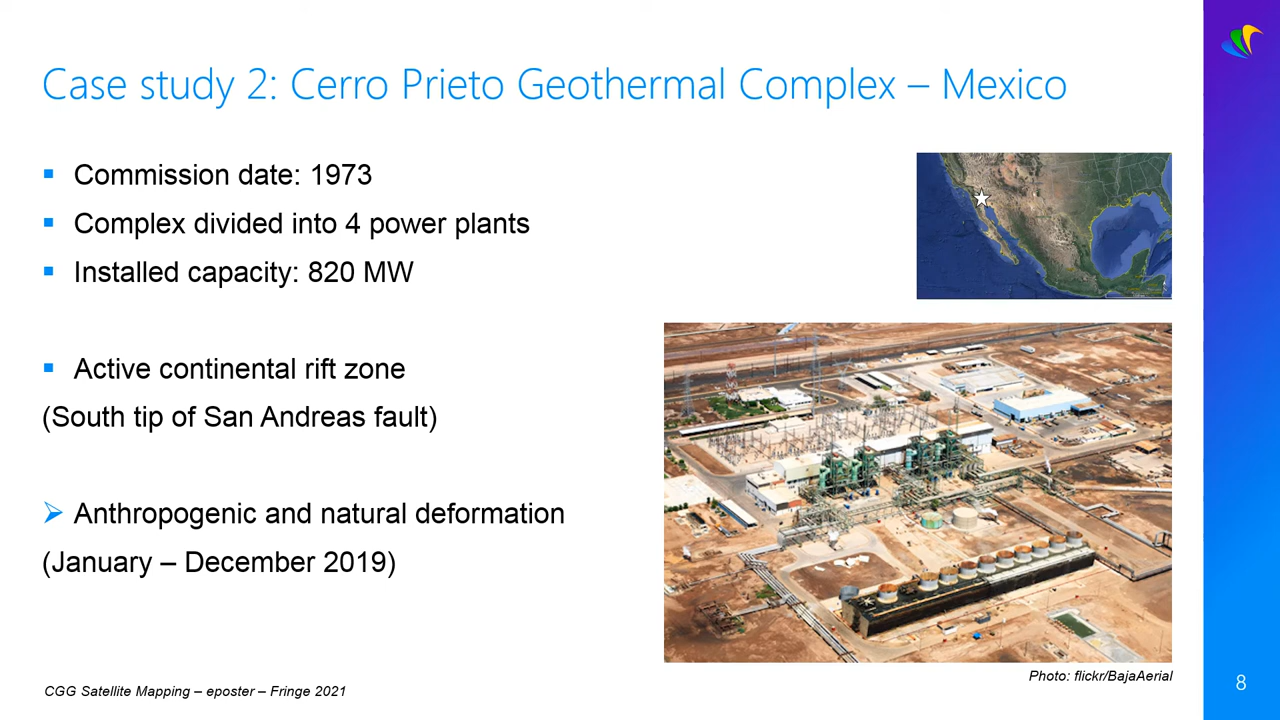 Case study 2: Cerro Prieto Geothermal Complex – Mexico
Commission date: 1973
Complex divided into 4 power plants
Installed capacity: 820 MW
Active continental rift zone
(South tip of San Andreas fault)
Anthropogenic and natural deformation
(January – December 2019)
Photo: flickr/BajaAerial
CGG Satellite Mapping – eposter – Fringe 2021
8